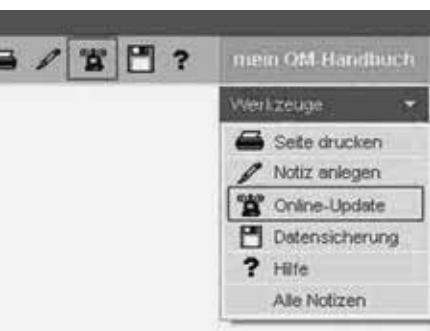 ?
mein QM-Handbuch
Werkzeuge
Seite drucken
Notiz anlegen
Online-Update
Datensicherung
? Hilfe
Alle Notizen